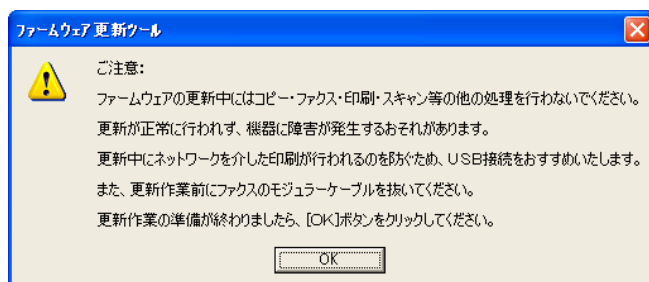 ファームウェア更新ツール
ご注意:
ファームウェアの更新中にはコピー・ファクス・印刷・スキャン等の他の処理を行わないでください。
更新が正常に行われず、機器に障害が発生するおそれがあります。
更新中にネットワークを介した印刷が行われるのを防ぐため、USB接続をおすすめいたします。
また、更新作業前にファクスのモジュラーケーブルを抜いてください。
更新作業の準備が終わりましたら、[OK]ボタンをクリックしてください。
OK